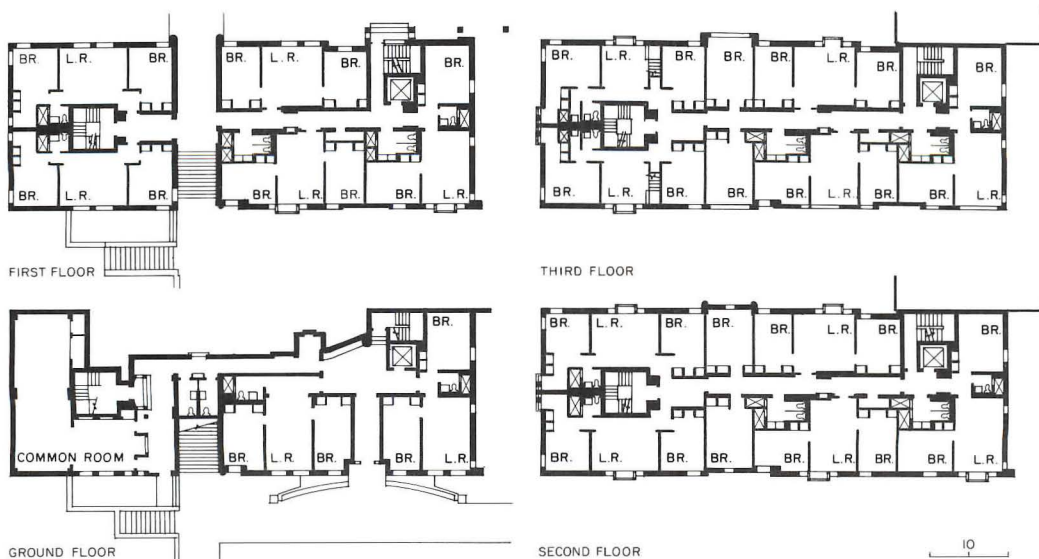 BR. L.R. BR. BR. L.R. BR. BR.
BR. L.R. BR. BR. L.R. BR. BR. L.R.
FIRST FLOOR
BR. L.R. BR. BR. BR. L.R. BR. BR.
BR. L.R. BR. BR. BR. L.R. BR. BR. L.R.
THIRD FLOOR
BR.
COMMON ROOM BR. L.R. BR. BR. L.R.
GROUND FLOOR
BR. L.R. BR. BR. BR. L.R. BR. BR.
BR. L.R. BR. BR. BR. L.R. BR. BR. L.R.
SECOND FLOOR
10